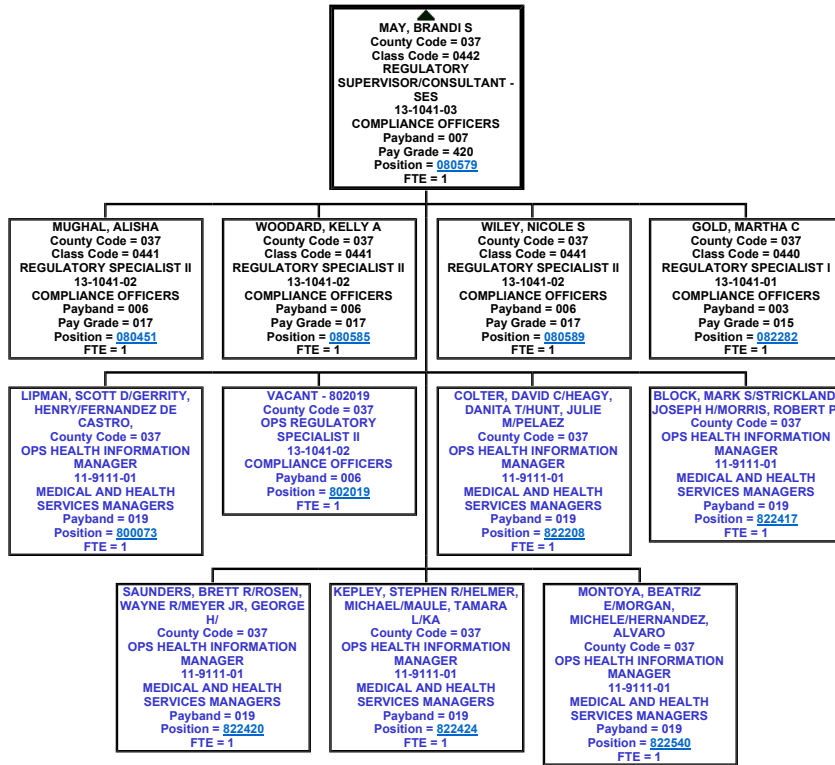 MAY, BRANDI S
County Code = 037
Class Code = 0442
REGULATORY
SUPERVISOR/CONSULTANT -
SES
13-1041-03
COMPLIANCE OFFICERS
Payband = 007
Pay Grade = 420
Position = 080579
FTE = 1
MUGHAL, ALISHA
County Code = 037
Class Code = 0441
REGULATORY SPECIALIST II
13-1041-02
COMPLIANCE OFFICERS
Payband = 006
Pay Grade = 017
Position = 080451
FTE = 1
WOODARD, KELLY A
County Code = 037
Class Code = 0441
REGULATORY SPECIALIST II
13-1041-02
COMPLIANCE OFFICERS
Payband = 006
Pay Grade = 017
Position = 080585
FTE = 1
WILEY, NICOLE S
County Code = 037
Class Code = 0441
REGULATORY SPECIALIST II
13-1041-02
COMPLIANCE OFFICERS
Payband = 006
Pay Grade = 017
Position = 080589
FTE = 1
GOLD, MARTHA C
County Code = 037
Class Code = 0440
REGULATORY SPECIALIST I
13-1041-01
COMPLIANCE OFFICERS
Payband = 003
Pay Grade = 015
Position = 082282
FTE = 1
LIPMAN, SCOTT D/GERRITY,
HENRY/FERNANDEZ DE
CASTRO,
County Code = 037
OPS HEALTH INFORMATION
MANAGER
11-9111-01
MEDICAL AND HEALTH
SERVICES MANAGERS
Payband = 019
Position = 800073
FTE = 1
VACANT - 802019
County Code = 037
OPS REGULATORY
SPECIALIST II
13-1041-02
COMPLIANCE OFFICERS
Payband = 006
Position = 802019
FTE = 1
COLTER, DAVID C/HEAGY,
DANITA T/HUNT, JULIE
M/PELAEZ
County Code = 037
OPS HEALTH INFORMATION
MANAGER
11-9111-01
MEDICAL AND HEALTH
SERVICES MANAGERS
Payband = 019
Position = 822208
FTE = 1
BLOCK, MARK S/STRICKLAND,
JOSEPH H/MORRIS, ROBERT P
County Code = 037
OPS HEALTH INFORMATION
MANAGER
11-9111-01
MEDICAL AND HEALTH
SERVICES MANAGERS
Payband = 019
Position = 822417
FTE = 1
SAUNDERS, BRETT R/ROSEN,
WAYNE R/MEYER JR, GEORGE
H/
County Code = 037
OPS HEALTH INFORMATION
MANAGER
11-9111-01
MEDICAL AND HEALTH
SERVICES MANAGERS
Payband = 019
Position = 822420
FTE = 1
KEPLEY, STEPHEN R/HELMER,
MICHAEL/MAULE, TAMARA
L/KA
County Code = 037
OPS HEALTH INFORMATION
MANAGER
11-9111-01
MEDICAL AND HEALTH
SERVICES MANAGERS
Payband = 019
Position = 822424
FTE = 1
MONTOYA, BEATRIZ
E/MORGAN,
MICHELE/HERNANDEZ,
ALVARO
County Code = 037
OPS HEALTH INFORMATION
MANAGER
11-9111-01
MEDICAL AND HEALTH
SERVICES MANAGERS
Payband = 019
Position = 822540
FTE = 1